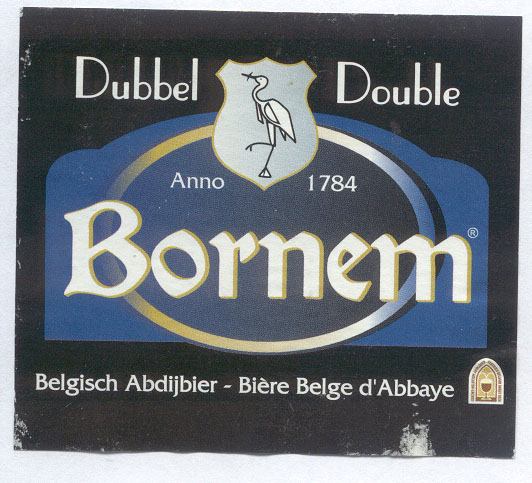 Dubbel Double
Anno 1784
Bornem®
Belgisch Abdijbier - Bière Belge d'Abbaye